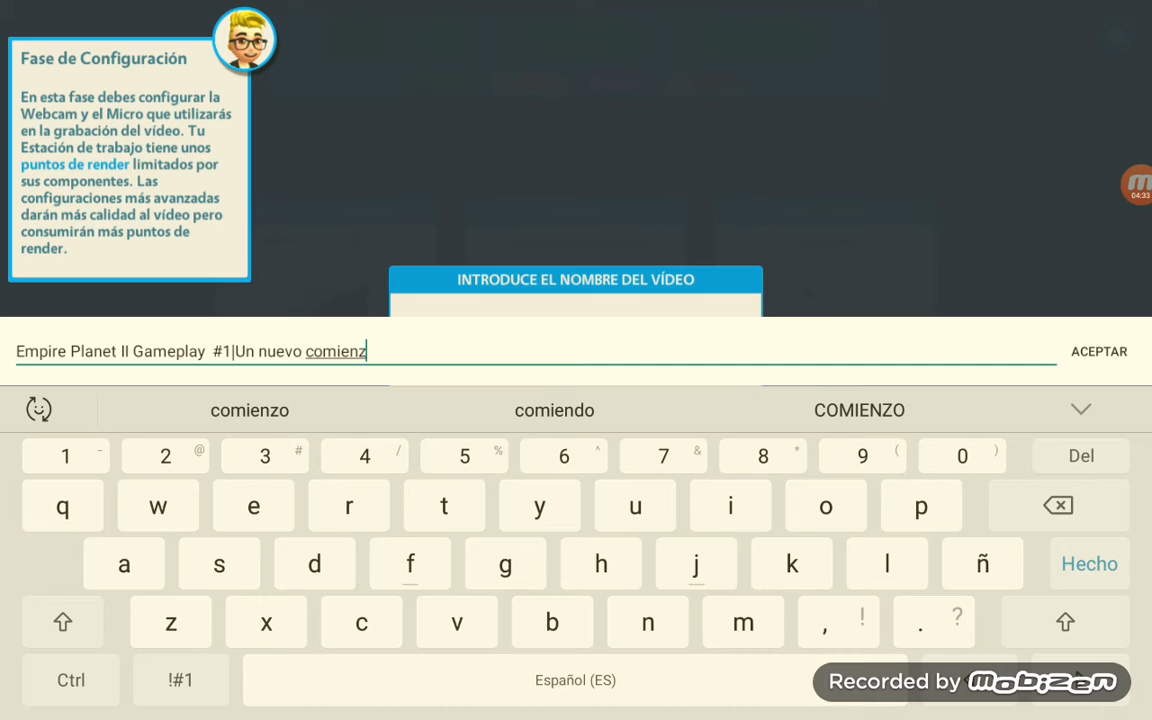 Fase de Configuración
En esta fase debes configurar la
Webcam y el Micro que utilizarás
en la grabación del vídeo. Tu
Estación de trabajo tiene unos
puntos de render limitados por
sus componentes. Las
configuraciones más avanzadas
darán más calidad al vídeo pero
consumirán más puntos de
render.
04:33
INTRODUCE EL NOMBRE DEL VÍDEO
Empire Planet II Gameplay  #1|Un nuevo comienz
ACEPTAR
comienzo comiendo COMIENZO
1 - 2 @ 3 # 4 / 5 % 6 ^ 7 & 8 * 9 ( 0 ) Del
q w e r t y u i o p
a s d f g h j k l ñ Hecho
z x c v b n m , ! . ?
Ctrl !#1 Español (ES)
Recorded by mobizen